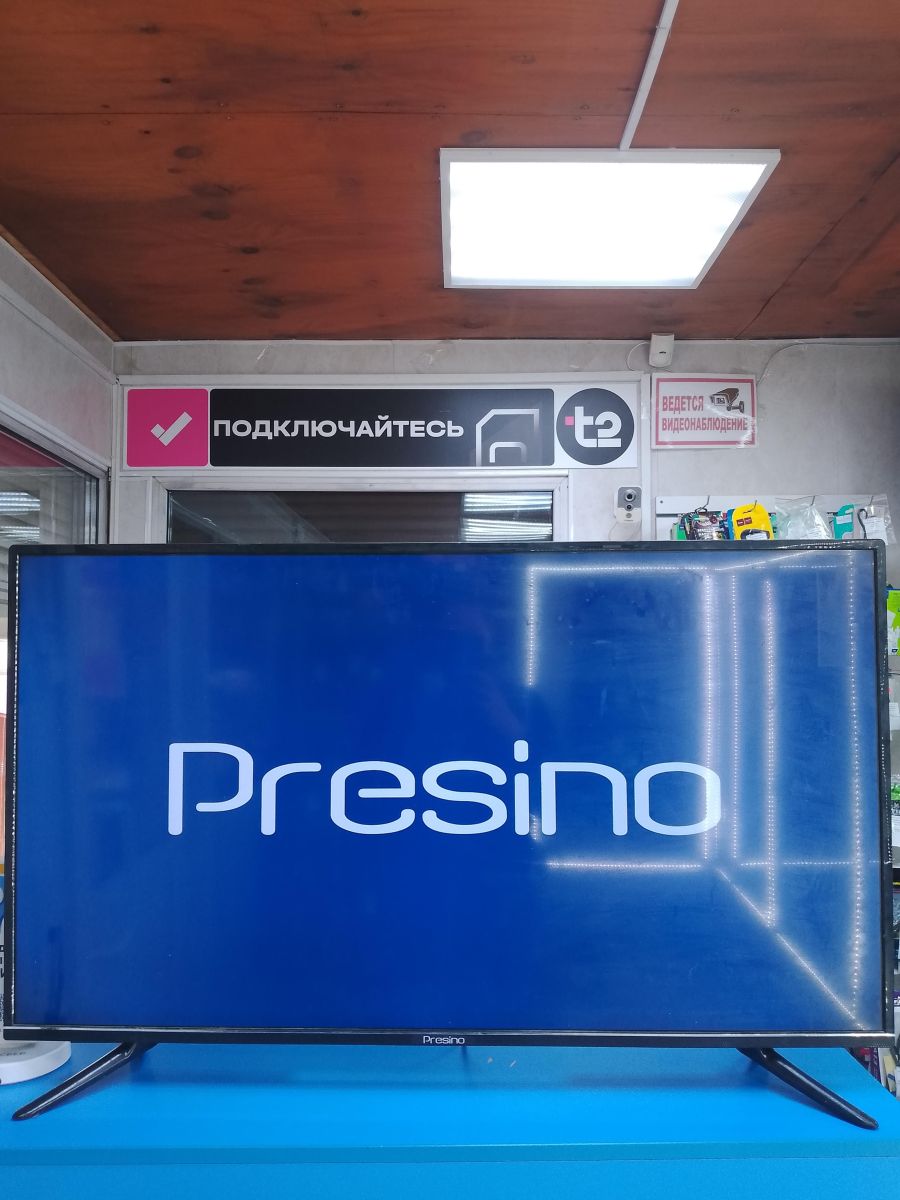 ПОДКЛЮЧАЙТЕСЬ
t2
ВЕДЕТСЯ
ВИДЕОНАБЛЮДЕНИЕ
Presino
Presino